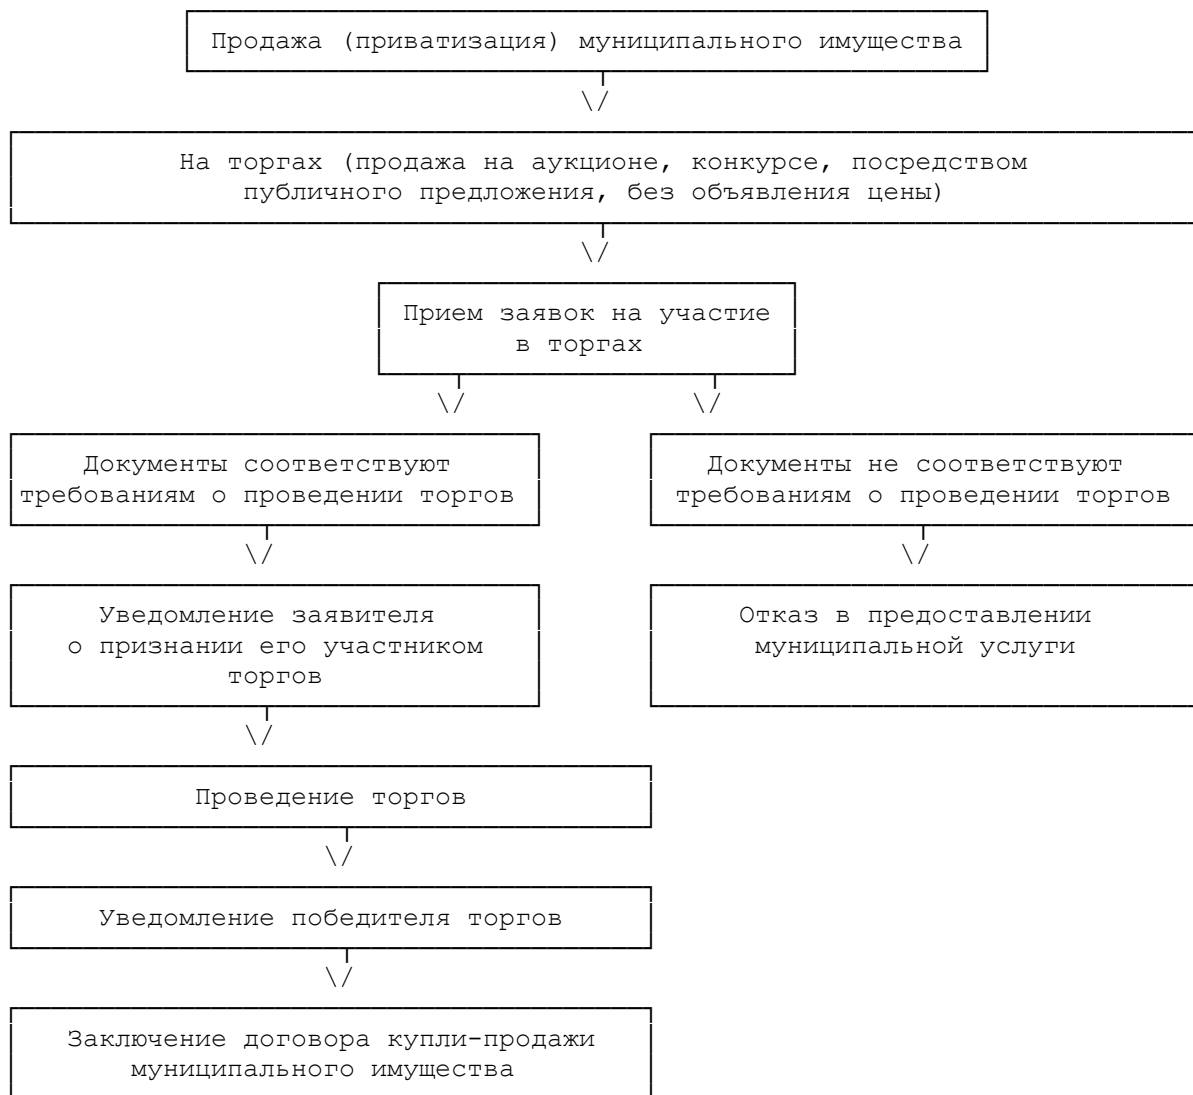 Продажа (приватизация) муниципального имущества
\/
На торгах (продажа на аукционе, конкурсе, посредством
публичного предложения, без объявления цены)
\/
Прием заявок на участие
в торгах
\/ \/
Документы соответствуют
требованиям о проведении торгов
Документы не соответствуют
требованиям о проведении торгов
\/ \/
Уведомление заявителя
о признании его участником
торгов
Отказ в предоставлении
муниципальной услуги
\/
Проведение торгов
\/
Уведомление победителя торгов
\/
Заключение договора купли-продажи
муниципального имущества